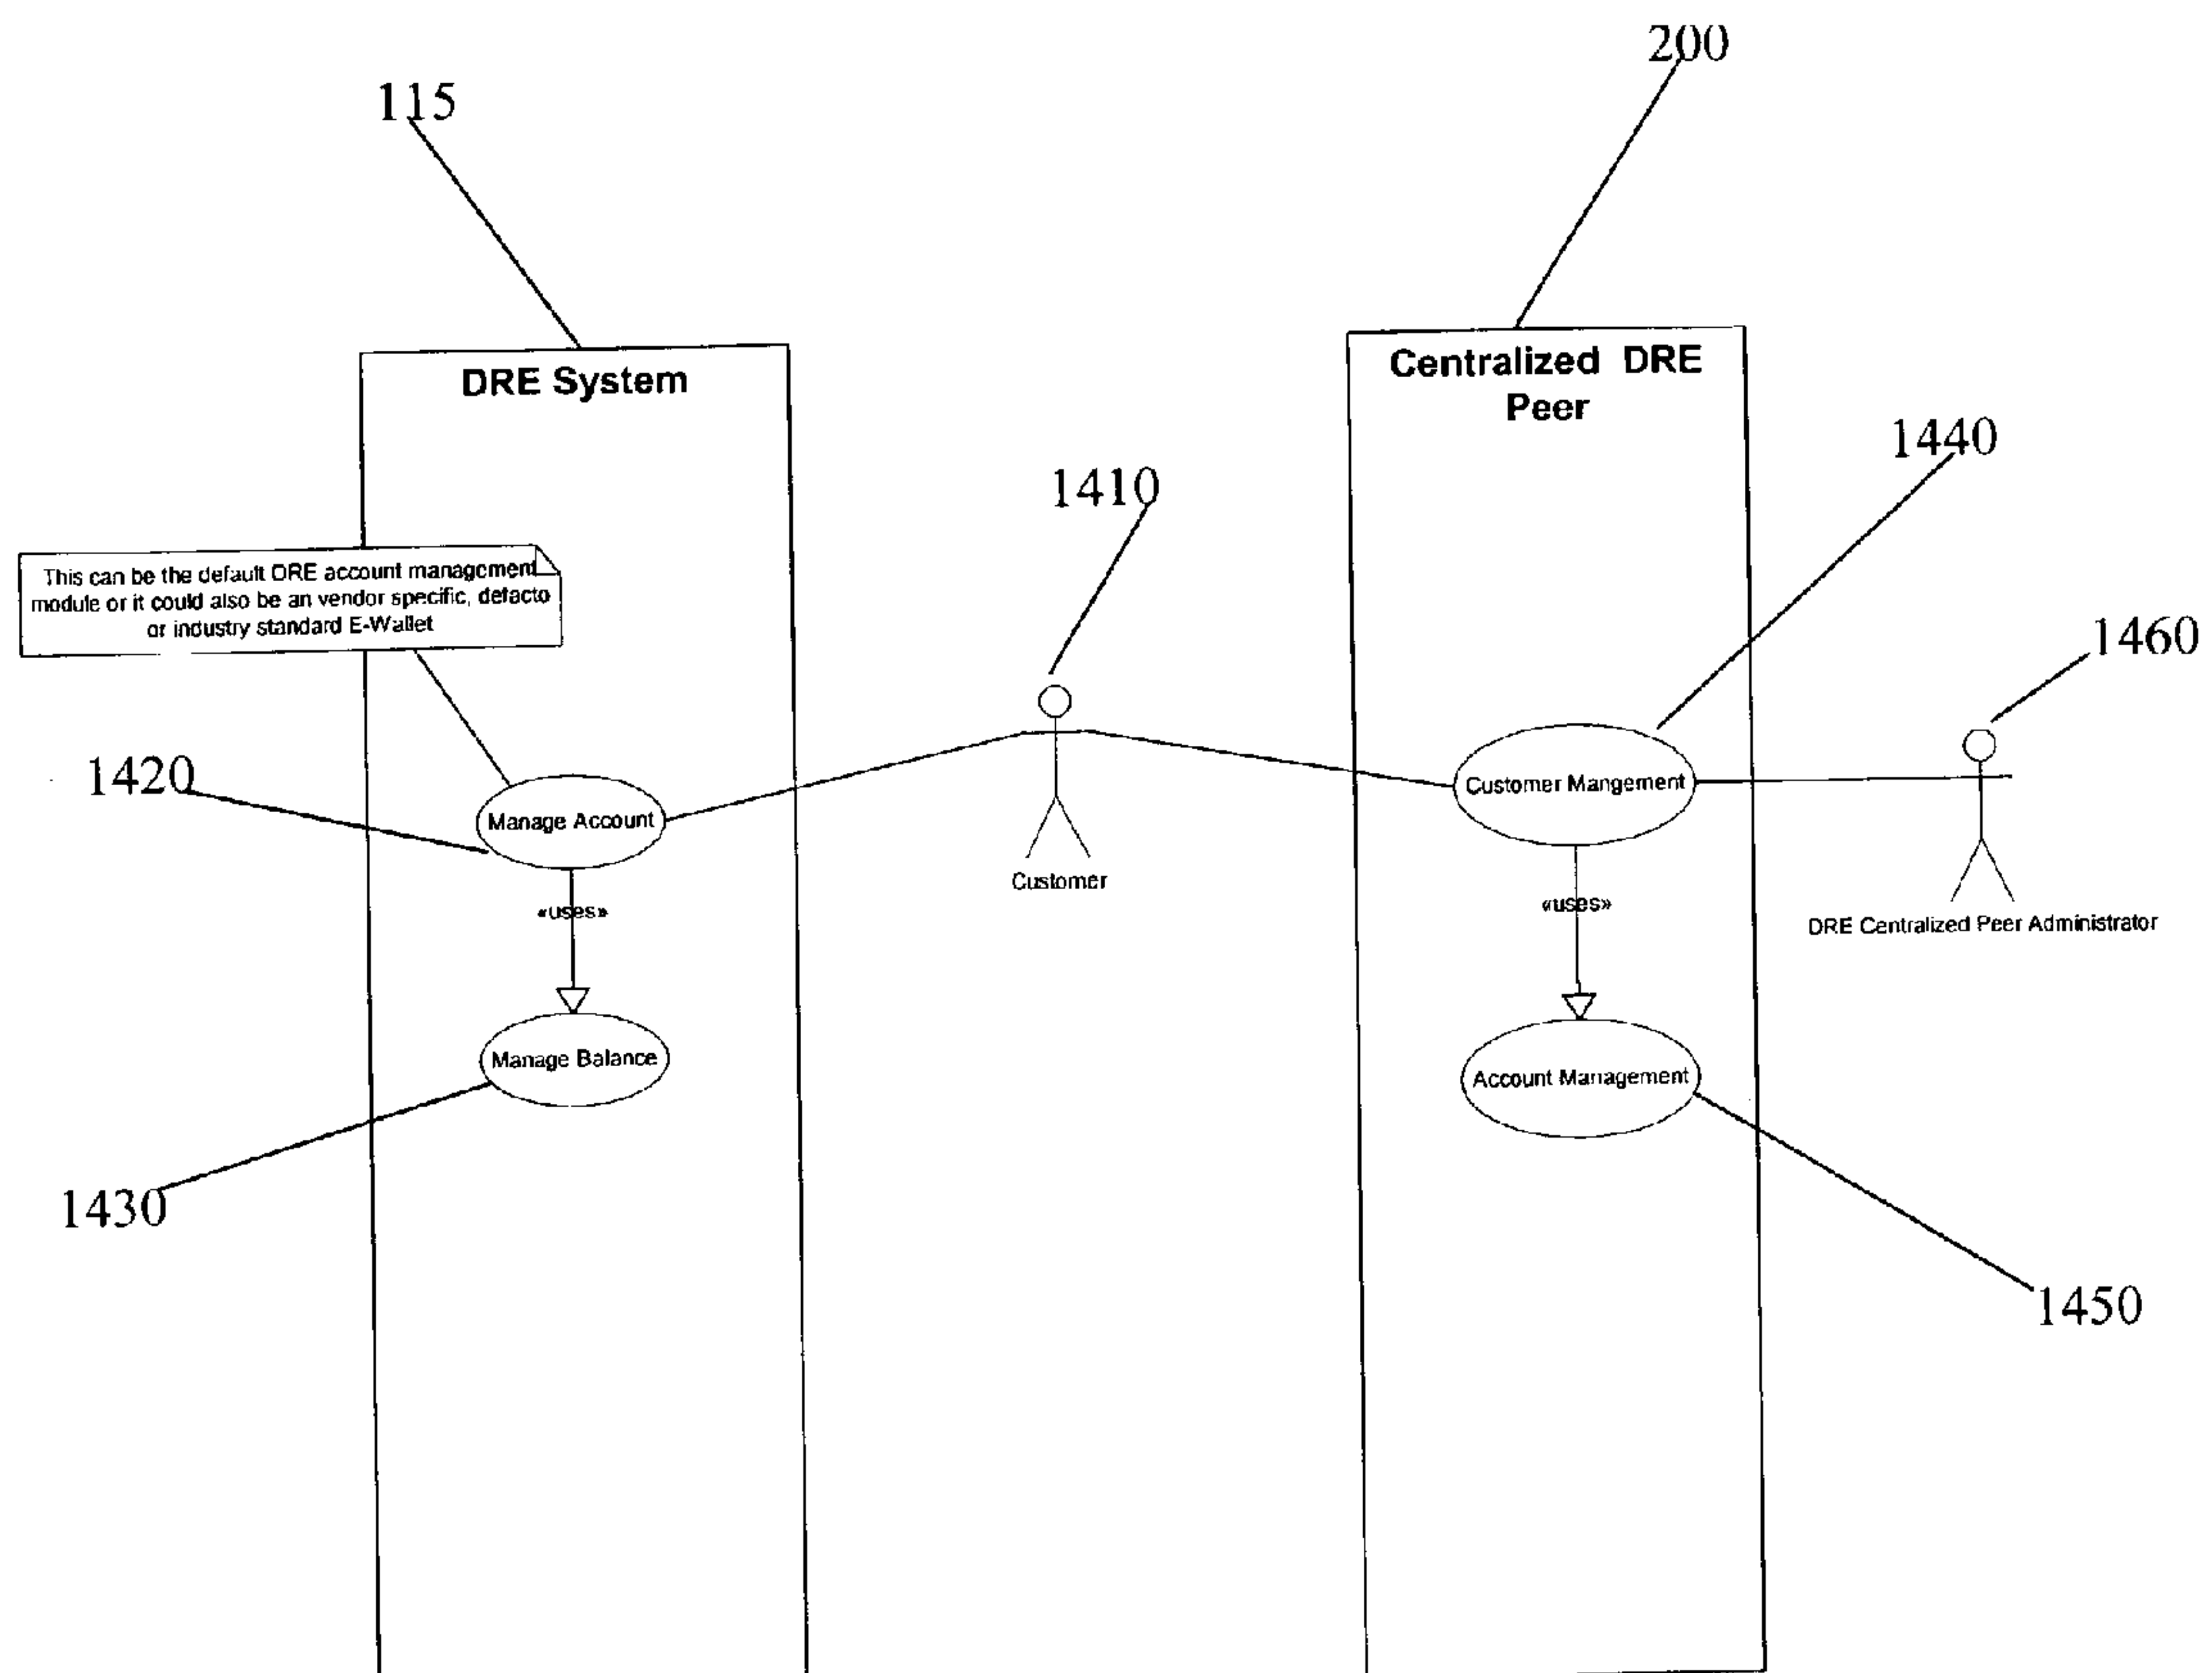 200
115
DRE System
Centralized DRE
Peer
1440
1410
This can be the default DRE account management
module or it could also be an vendor specific, defacto
or industry standard E-Wallet
1460
1420
Manage Account
Customer Mangement
Customer
«uses»
«uses»
DRE Centralized Peer Administrator
Manage Balance
Account Management
1430
1450